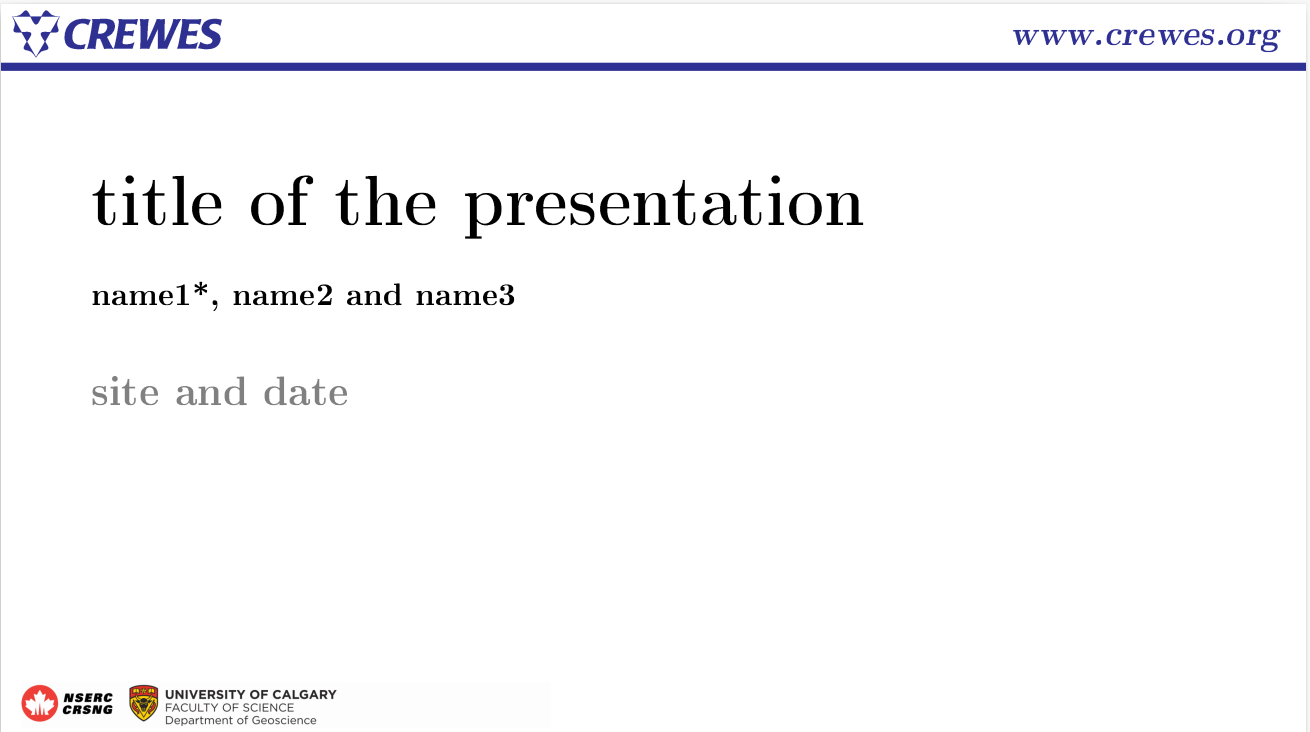 CREWES
www.crewes.org
title of the presentation
name1*, name2 and name3
site and date
NSERC
CRSNG
UNIVERSITY OF CALGARY
FACULTY OF SCIENCE
Department of Geoscience